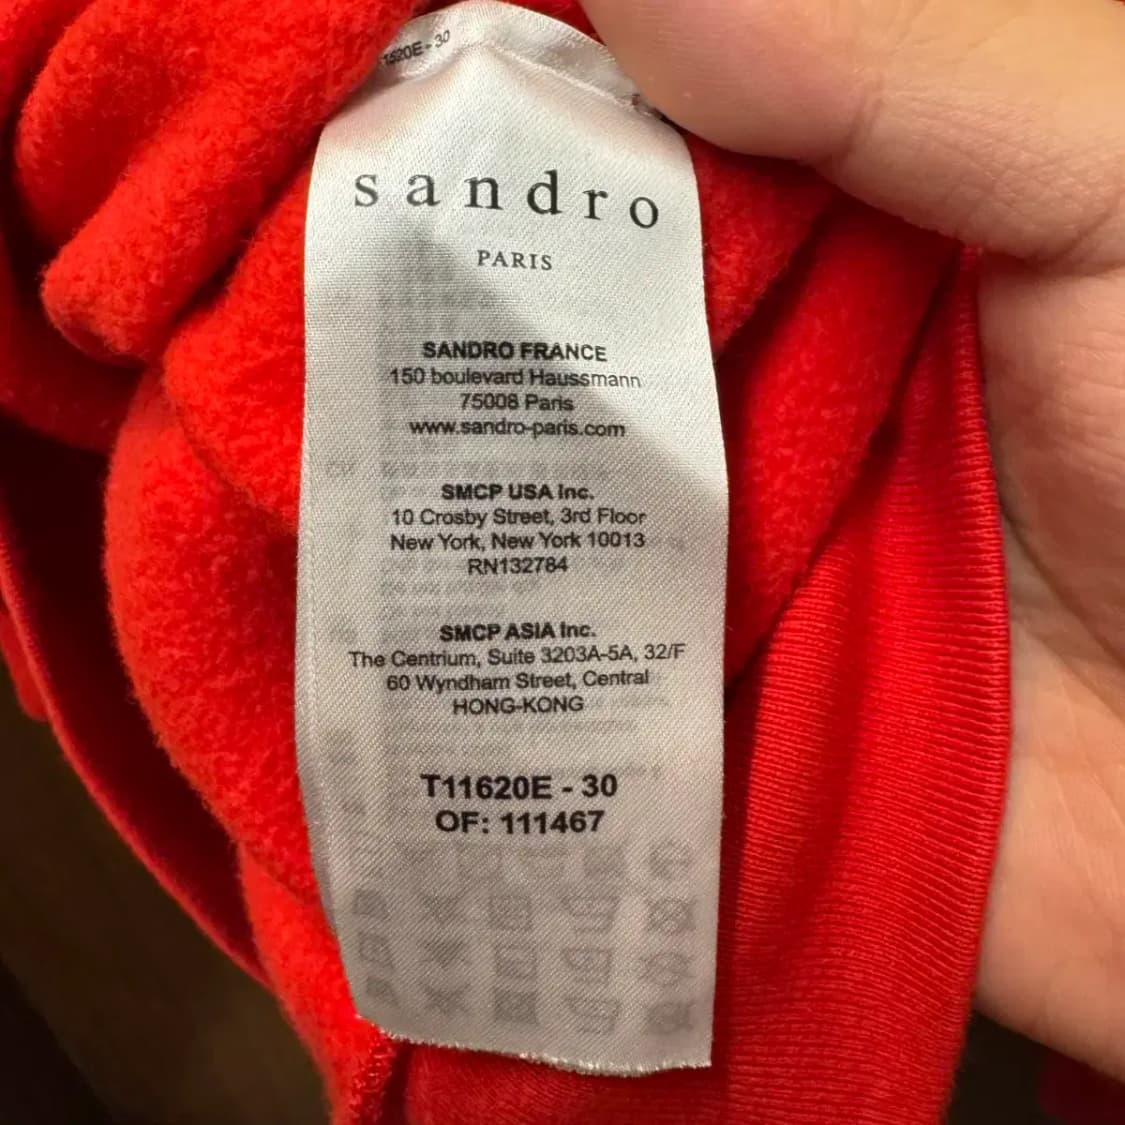 1620E - 30
sandro
PARIS
SANDRO FRANCE
150 boulevard Haussmann
75008 Paris
www.sandro-paris.com
SMCP USA Inc.
10 Crosby Street, 3rd Floor
New York, New York 10013
RN132784
SMCP ASIA Inc.
The Centrium, Suite 3203A-5A, 32/F
60 Wyndham Street, Central
HONG-KONG
T11620E - 30
OF: 111467